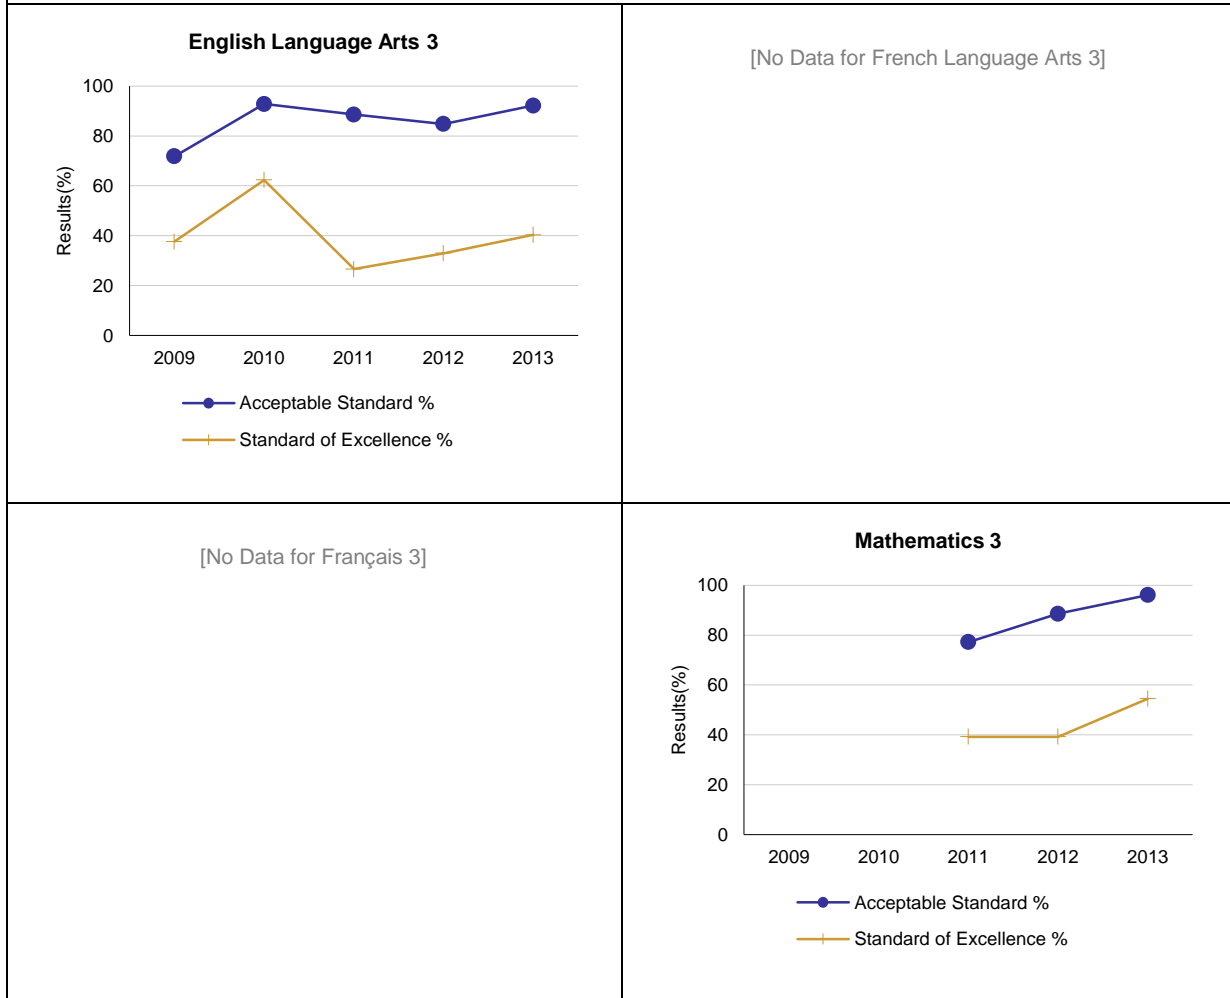 English Language Arts 3
100
80
60
40
20
0
Results(%)
2009 2010 2011 2012 2013
Acceptable Standard %
Standard of Excellence %
[No Data for French Language Arts 3]
[No Data for Français 3]
Mathematics 3
100
80
60
40
20
0
Results(%)
2009 2010 2011 2012 2013
Acceptable Standard %
Standard of Excellence %